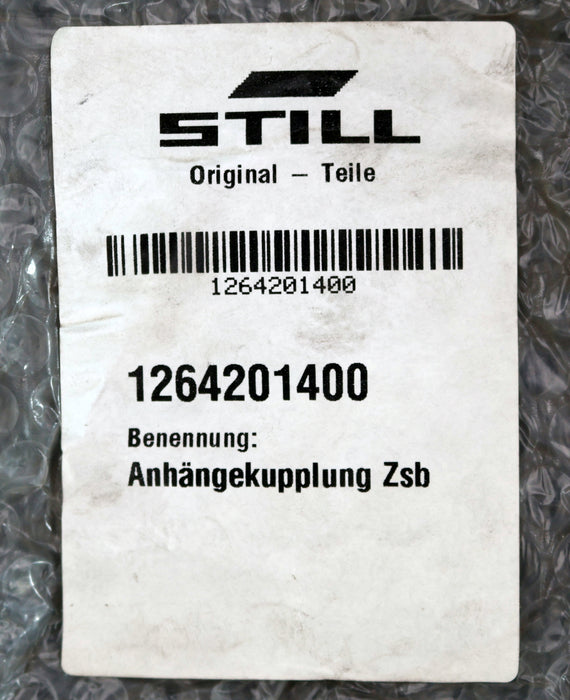 STILL
Original – Teile
1264201400
1264201400
Benennung:
Anhängekupplung Zsb